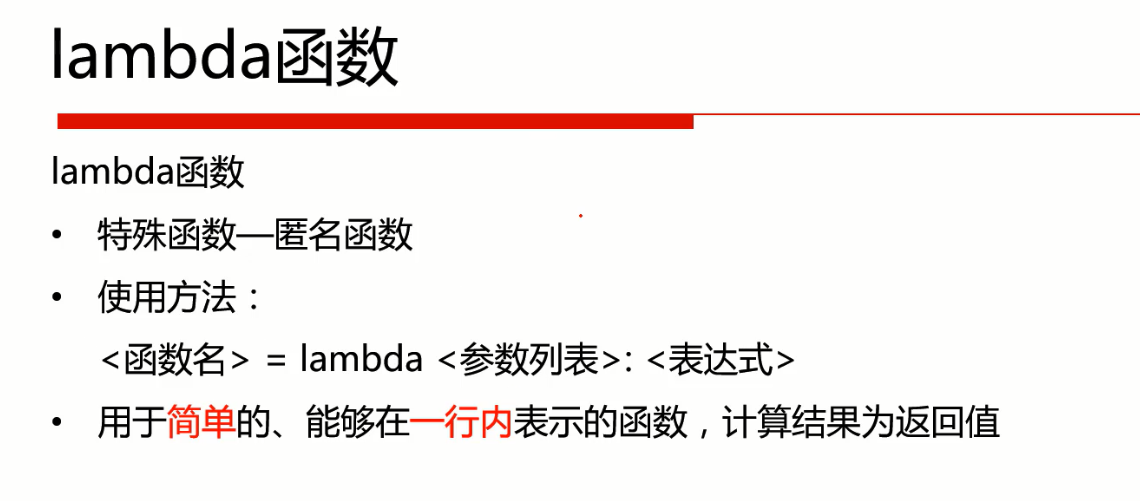 lambda函数
lambda函数
• 特殊函数—匿名函数
• 使用方法：
<函数名> = lambda <参数列表>: <表达式>
• 用于简单的、能够在一行内表示的函数，计算结果为返回值